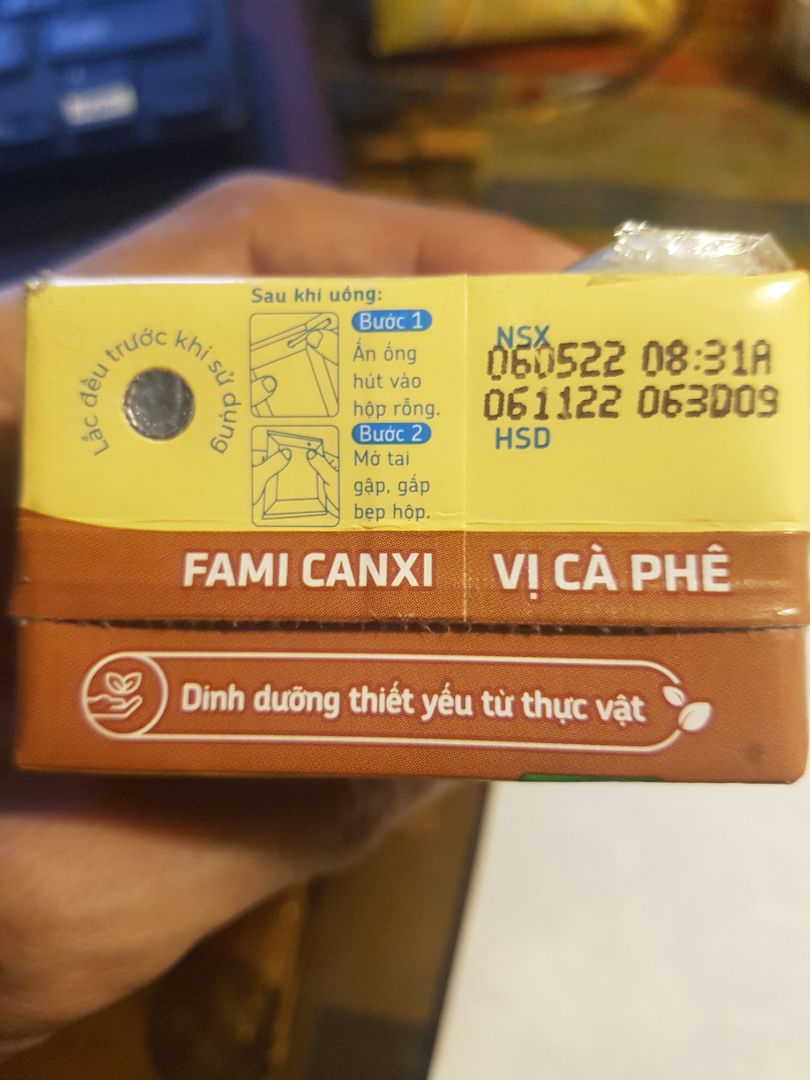 Lắc đều trước khi sử dụng
Sau khi uống:
Bước 1
Ấn ống
hút vào
hộp rỗng.
Bước 2
Mở tai
gập, gấp
bẹp hộp.
NSX
060522 08:31A
061122 063D09
HSD
FAMI CANXI VỊ CÀ PHÊ
Dinh dưỡng thiết yếu từ thực vật